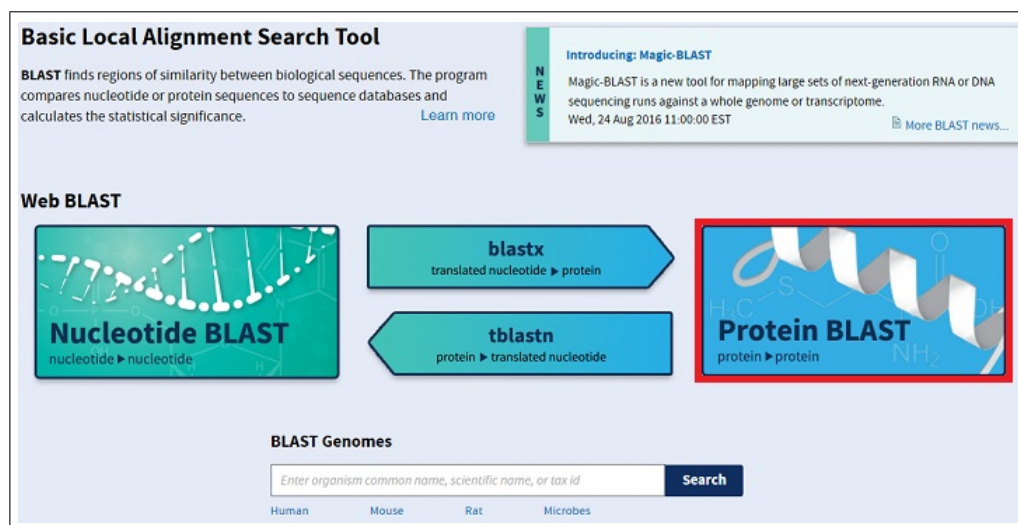 Basic Local Alignment Search Tool
BLAST finds regions of similarity between biological sequences. The program
compares nucleotide or protein sequences to sequence databases and
calculates the statistical significance.
Learn more
NEWS
Introducing: Magic-BLAST
Magic-BLAST is a new tool for mapping large sets of next-generation RNA or DNA
sequencing runs against a whole genome or transcriptome.
Wed, 24 Aug 2016 11:00:00 EST
More BLAST news...
Web BLAST
Nucleotide BLAST
nucleotide ▶ nucleotide
blastx
translated nucleotide ▶ protein
tblastn
protein ▶ translated nucleotide
O
H₃C
S
OH
NH₂
Protein BLAST
protein ▶ protein
BLAST Genomes
Enter organism common name, scientific name, or tax id
Search
Human Mouse Rat Microbes